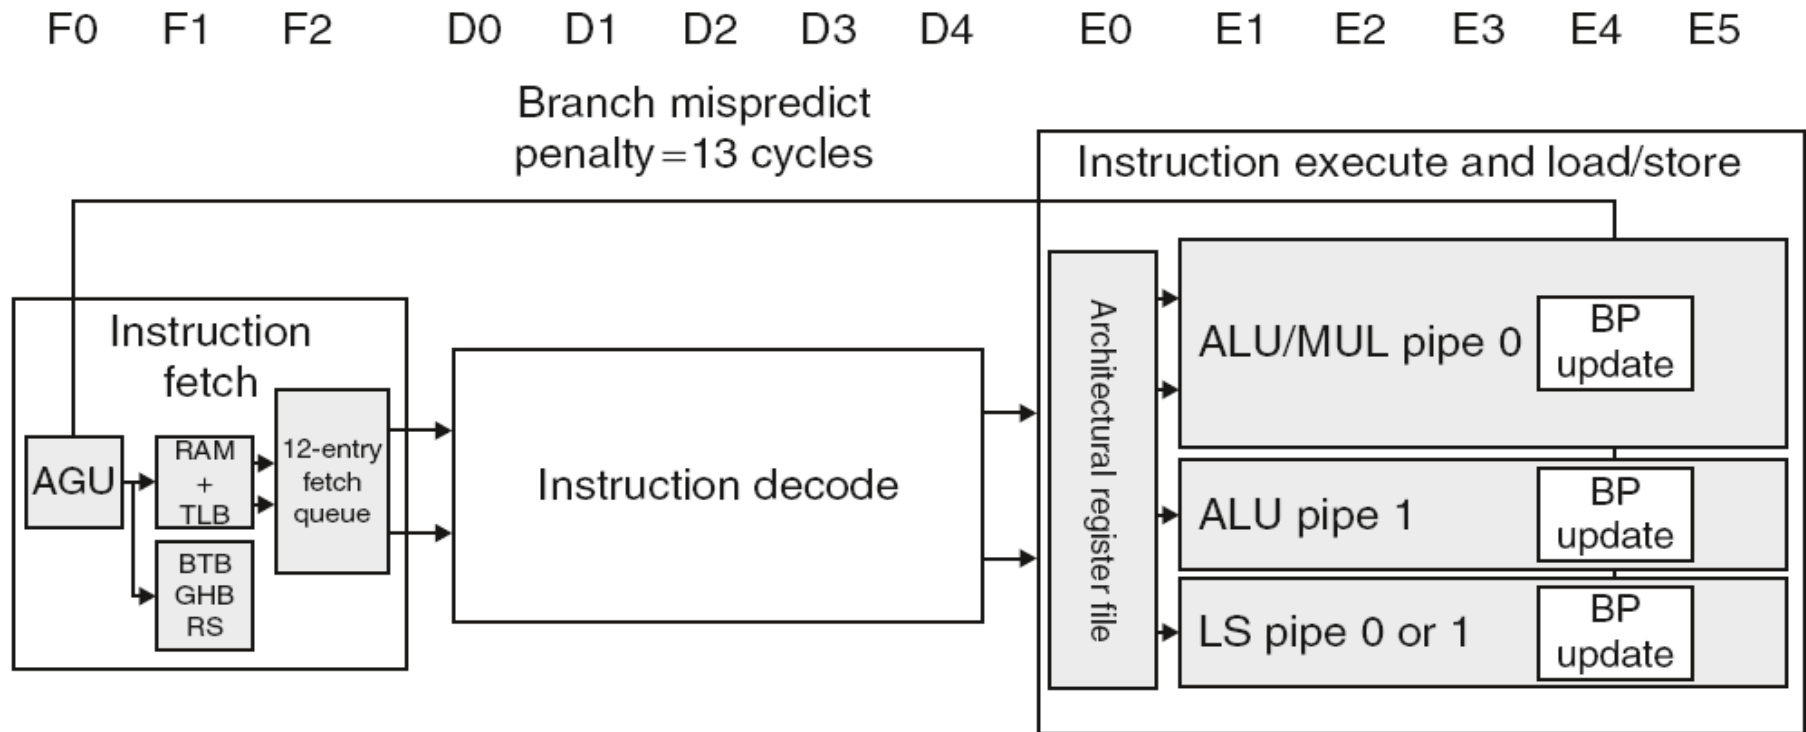 F0 F1 F2 D0 D1 D2 D3 D4 E0 E1 E2 E3 E4 E5
Branch mispredict
penalty=13 cycles
Instruction execute and load/store
Instruction
fetch
AGU
RAM
+
TLB
BTB
GHB
RS
12-entry
fetch
queue
Instruction decode
Architectural register file
ALU/MUL pipe 0
BP
update
ALU pipe 1
BP
update
LS pipe 0 or 1
BP
update